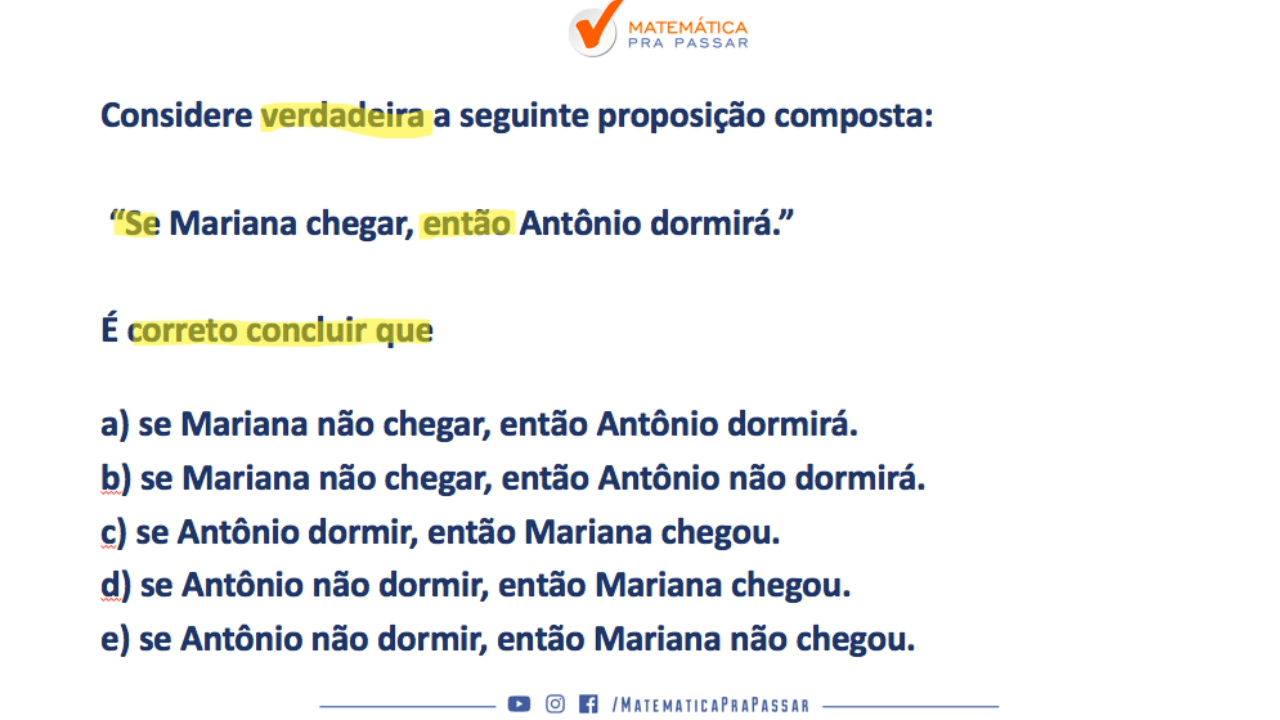 MATEMÁTICA
PRA PASSAR
Considere verdadeira a seguinte proposição composta:
“Se Mariana chegar, então Antônio dormirá.”
É correto concluir que
a) se Mariana não chegar, então Antônio dormirá.
b) se Mariana não chegar, então Antônio não dormirá.
c) se Antônio dormir, então Mariana chegou.
d) se Antônio não dormir, então Mariana chegou.
e) se Antônio não dormir, então Mariana não chegou.
/MATEMATICAPRAPASSAR